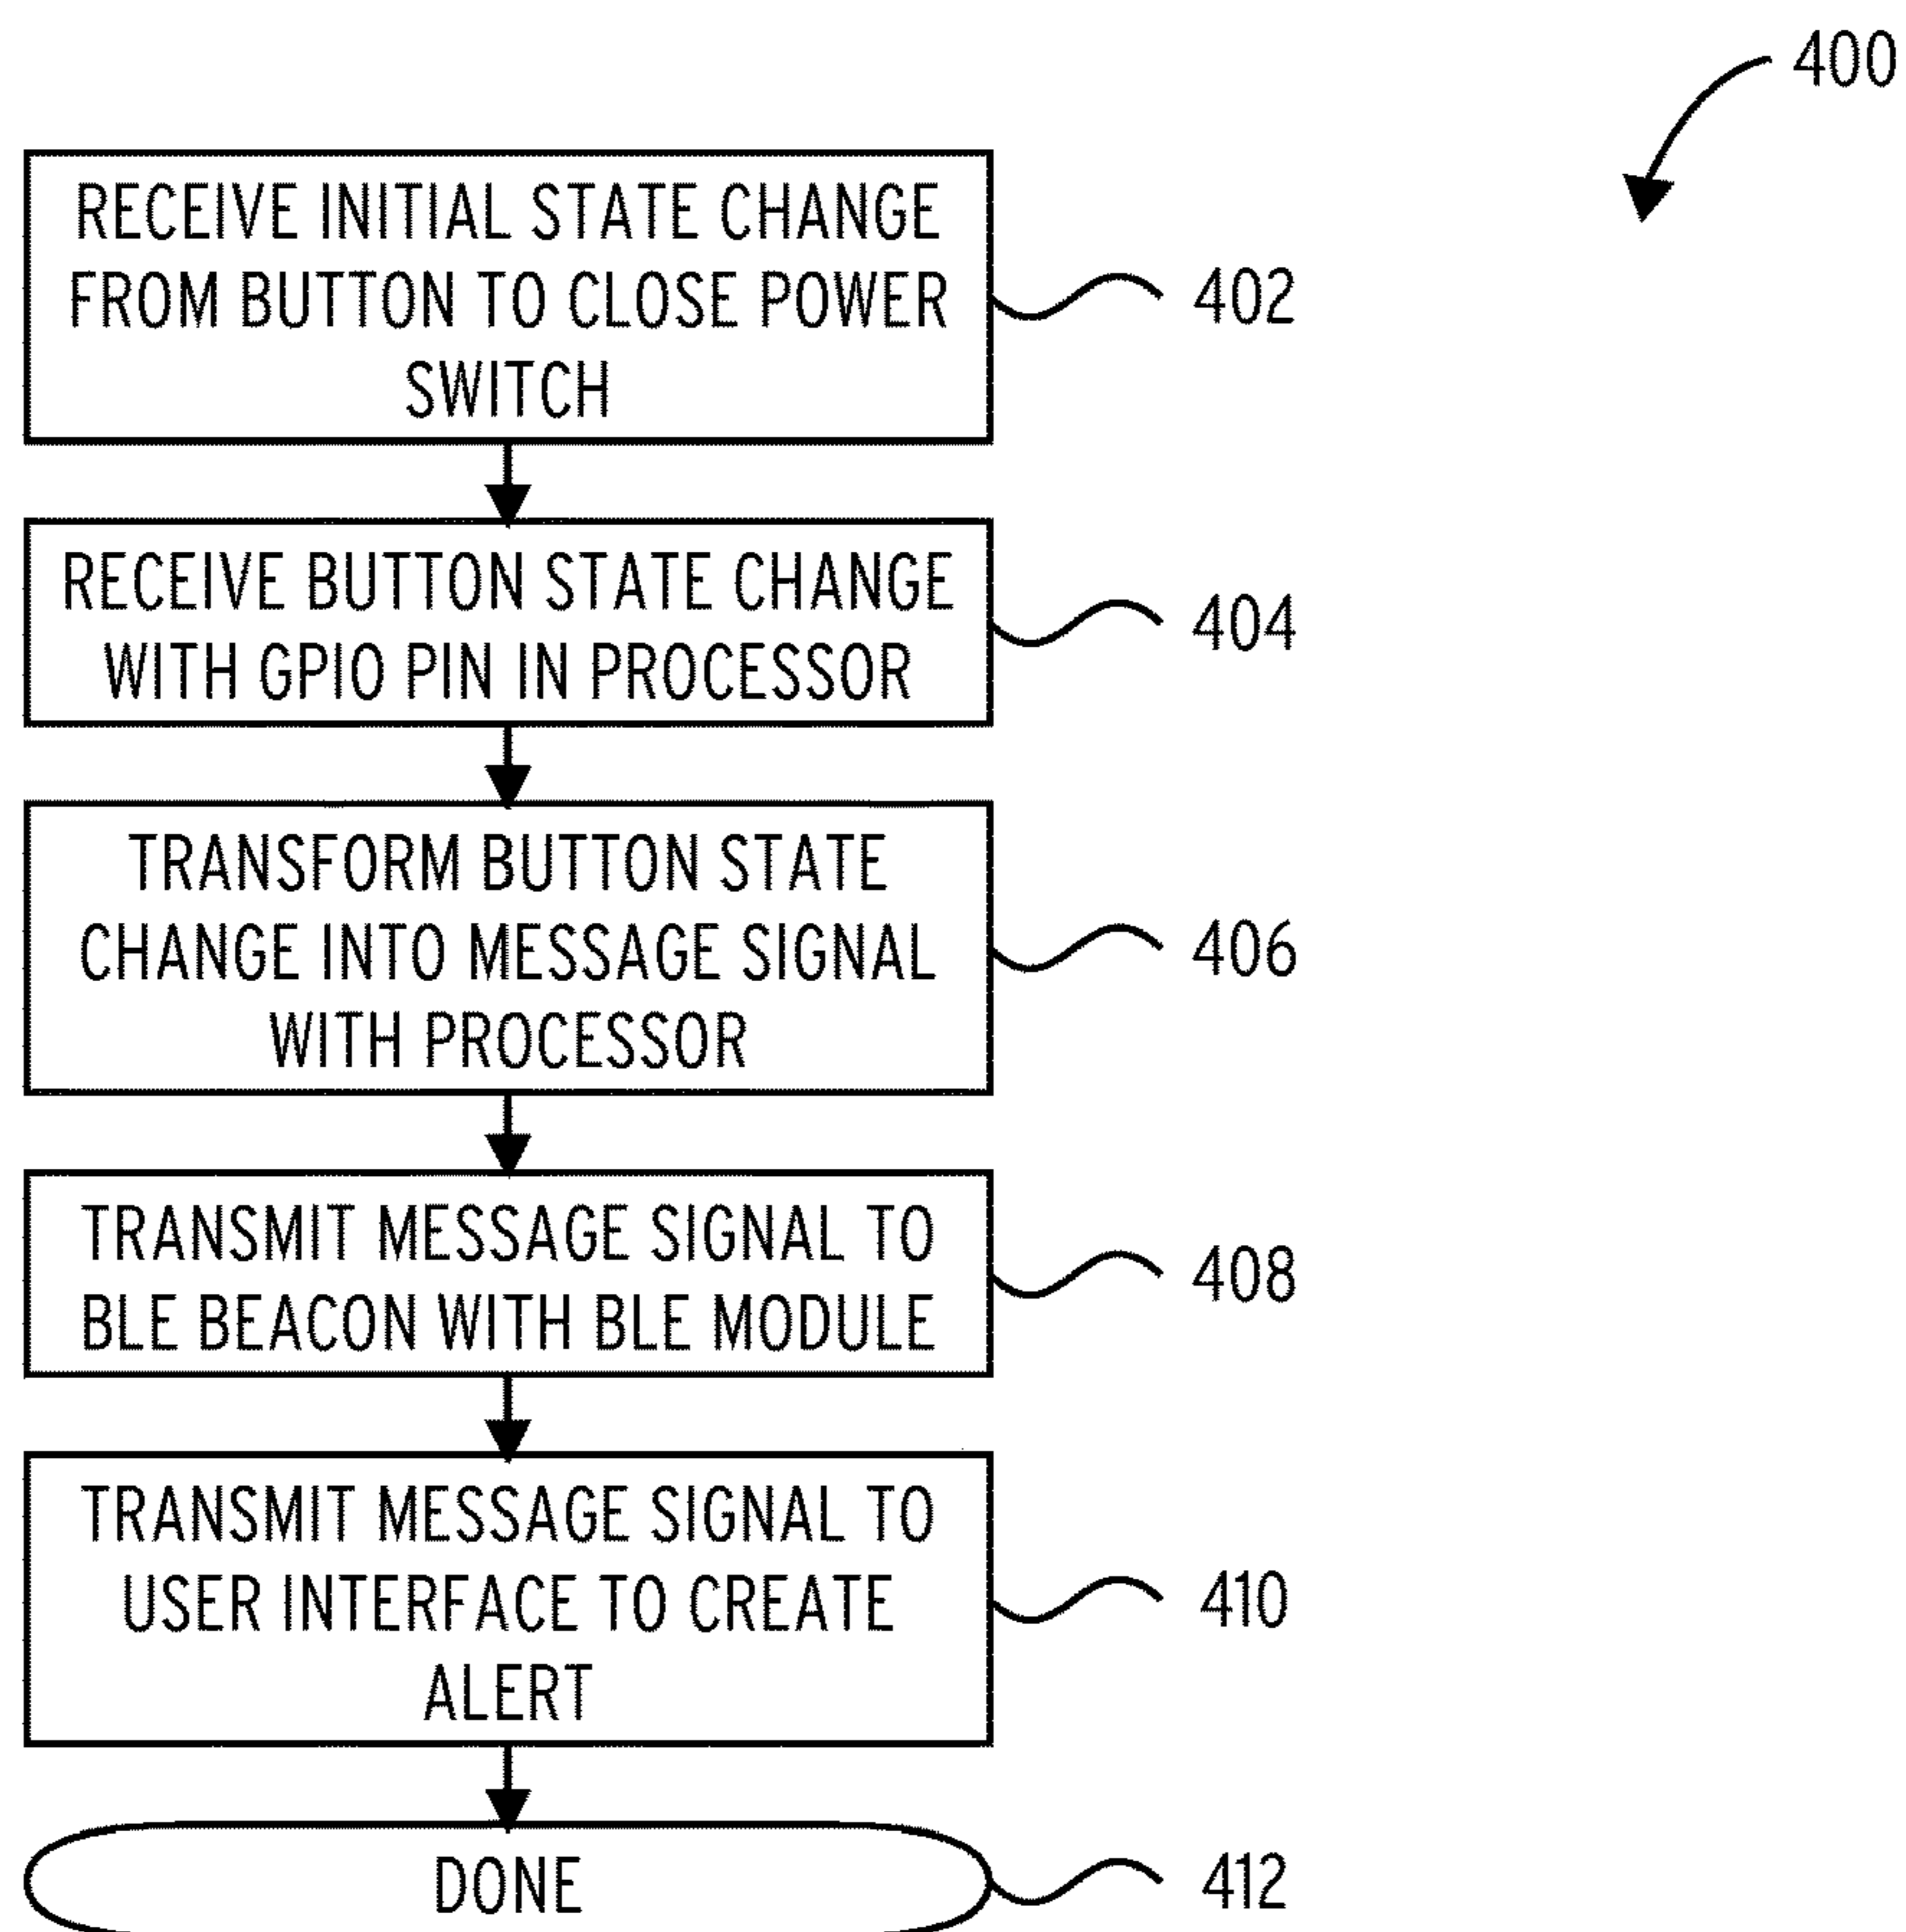 400
RECEIVE INITIAL STATE CHANGE
FROM BUTTON TO CLOSE POWER
SWITCH
402
RECEIVE BUTTON STATE CHANGE
WITH GPIO PIN IN PROCESSOR
404
TRANSFORM BUTTON STATE
CHANGE INTO MESSAGE SIGNAL
WITH PROCESSOR
406
TRANSMIT MESSAGE SIGNAL TO
BLE BEACON WITH BLE MODULE
408
TRANSMIT MESSAGE SIGNAL TO
USER INTERFACE TO CREATE
ALERT
410
DONE
412